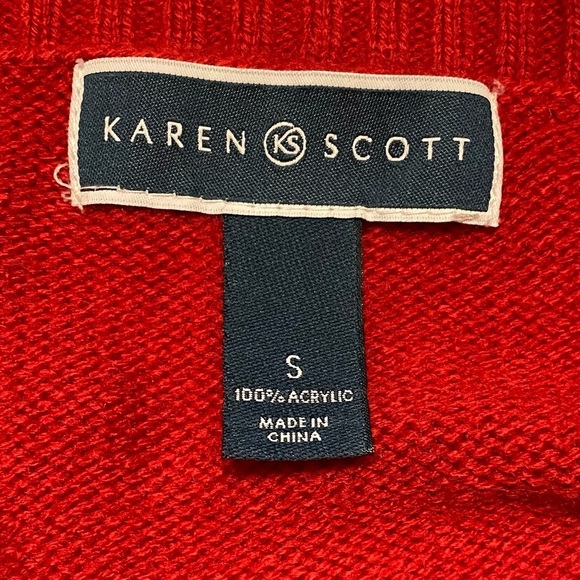 KAREN KS SCOTT
S
100% ACRYLIC
MADE IN
CHINA